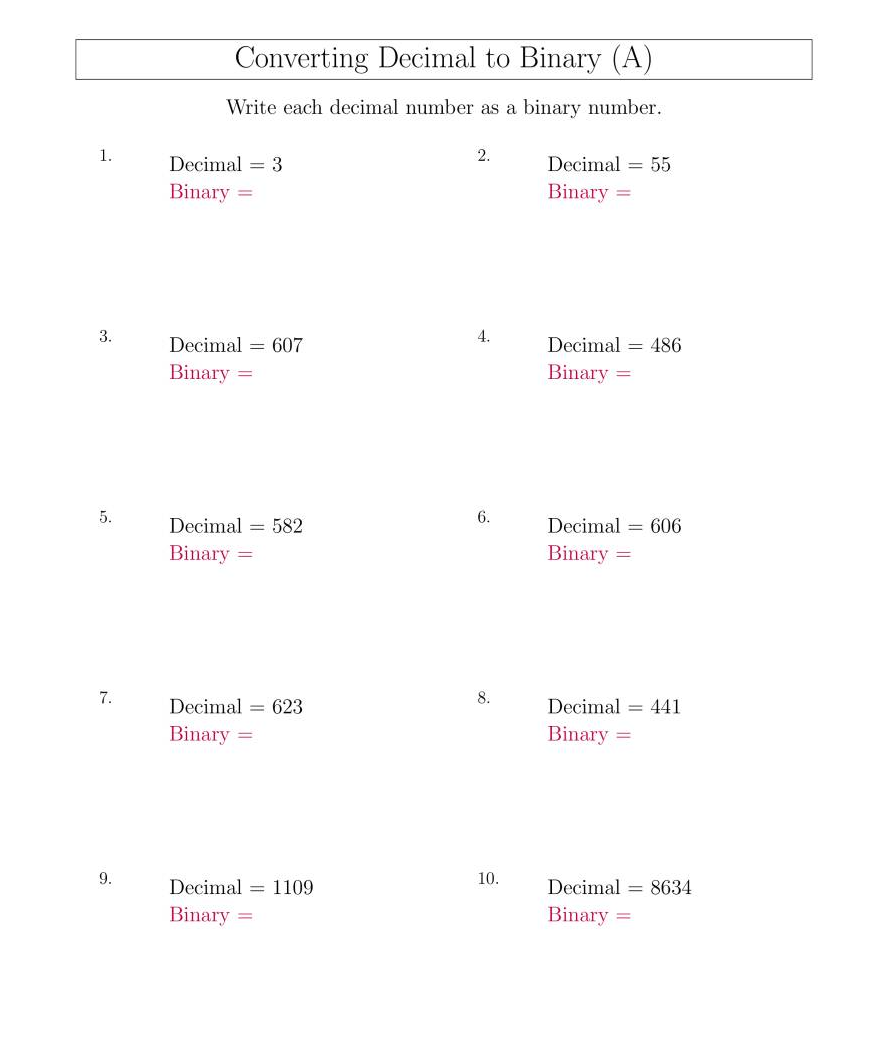 Converting Decimal to Binary (A)
Write each decimal number as a binary number.
1.
Decimal = 3
Binary =
2.
Decimal = 55
Binary =
3.
Decimal = 607
Binary =
4.
Decimal = 486
Binary =
5.
Decimal = 582
Binary =
6.
Decimal = 606
Binary =
7.
Decimal = 623
Binary =
8.
Decimal = 441
Binary =
9.
Decimal = 1109
Binary =
10.
Decimal = 8634
Binary =